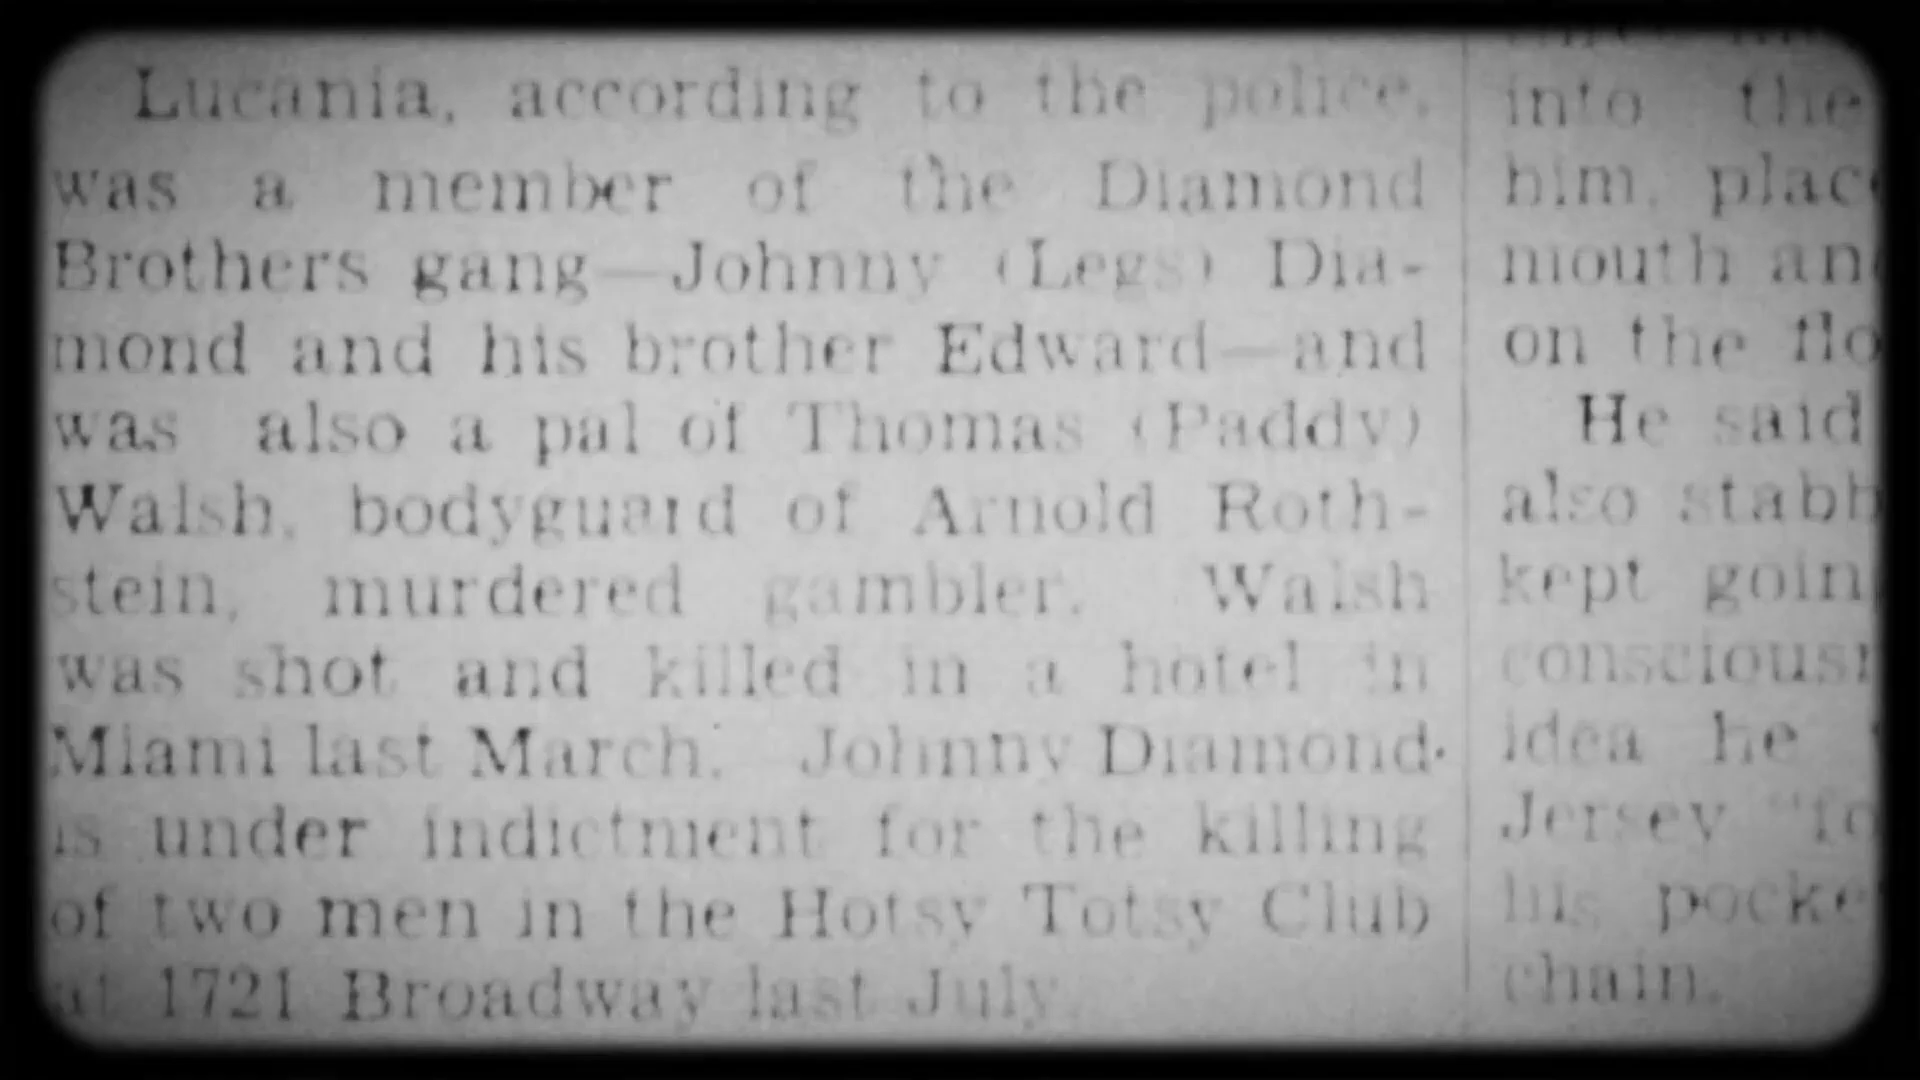 Lucania, according to the police,
was a member of the Diamond
Brothers gang—Johnny (Legs) Dia-
mond and his brother Edward—and
was also a pal of Thomas (Paddy)
Walsh, bodyguard of Arnold Roth-
stein, murdered gambler. Walsh
was shot and killed in a hotel in
Miami last March. Johnny Diamond
is under indictment for the killing
of two men in the Hotsy Totsy Club
at 1721 Broadway last July.
into the
him, plac
mouth an
on the flo
He said
also stabb
kept goin
consciousn
idea he
Jersey "fo
his pocke
chain.